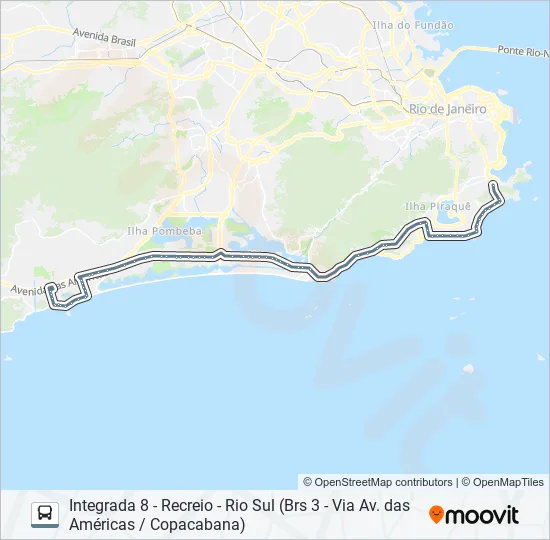 Ilha do Fundão
Avenida Brasil
Ponte Rio-N
Rio de Janeiro
Ilha Piraquê
Ilha Pombeba
Avenida das A
© OpenStreetMap contributors | © OpenMapTiles
Integrada 8 - Recreio - Rio Sul (Brs 3 - Via Av. das
Américas / Copacabana)
moovit